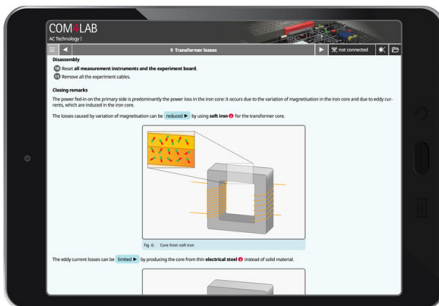 COM4LAB
AC Technology I
9 Transformer losses
not connected
Disassembly
Reset all measurement instruments and the experiment board.
Remove all the experiment cables.
Closing remarks
The power fed-in on the primary side is predominantly the power loss in the iron core: it occurs due to the variation of magnetisation in the iron core and due to eddy cur-
rents, which are induced in the iron core.
The losses caused by variation of magnetisation can be reduced by using soft iron for the transformer core.
Fig. 6. Core from soft iron
The eddy current losses can be limited by producing the core from thin electrical steel instead of solid material.